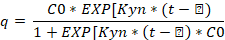 q = C0 * EXP[Kyn * (t − ⍰)
1 + EXP[Kyn * (t − ⍰) * C0